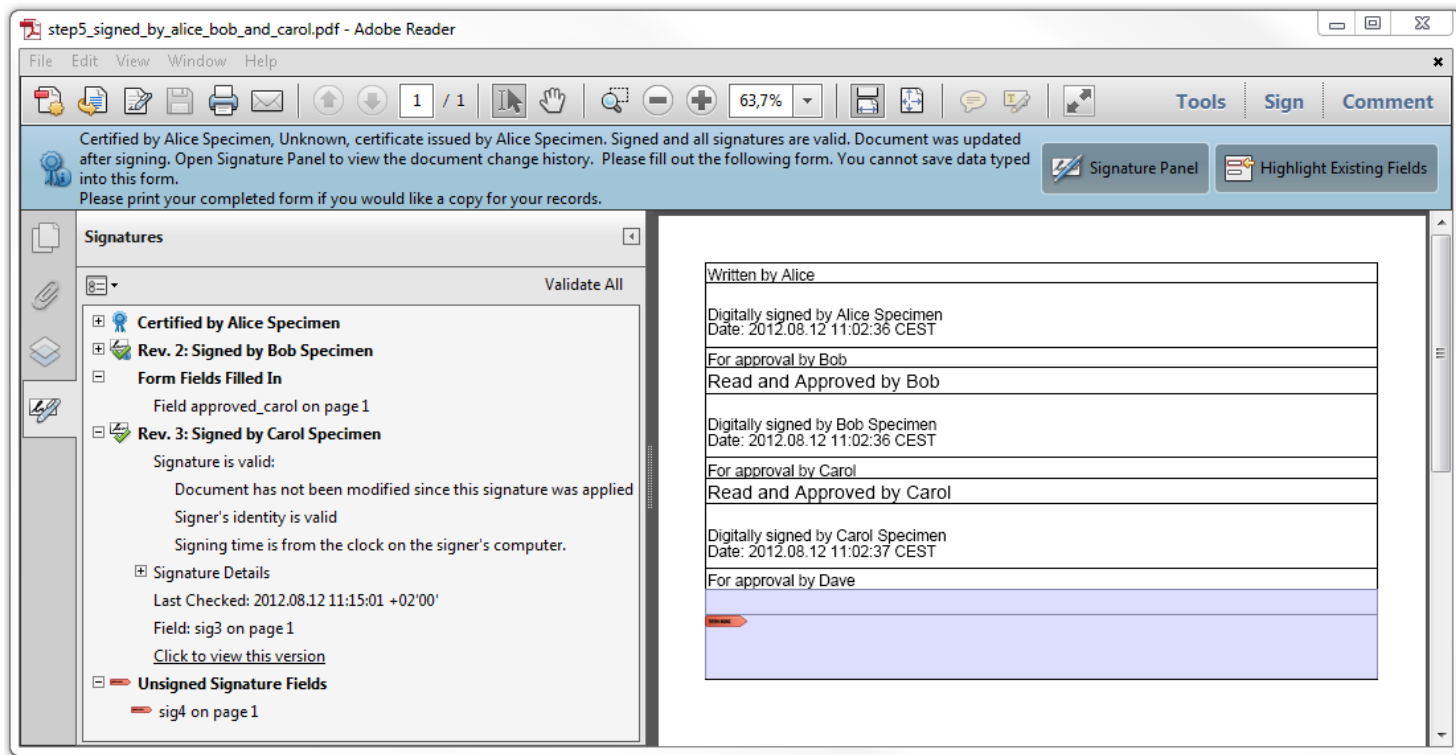 step5_signed_by_alice_bob_and_carol.pdf - Adobe Reader
File Edit View Window Help
1 / 1 63,7% Tools Sign Comment
Certified by Alice Specimen, Unknown, certificate issued by Alice Specimen. Signed and all signatures are valid. Document was updated
after signing. Open Signature Panel to view the document change history. Please fill out the following form. You cannot save data typed
into this form.
Please print your completed form if you would like a copy for your records.
Signature Panel
Highlight Existing Fields
Signatures
Validate All
Certified by Alice Specimen
Rev. 2: Signed by Bob Specimen
Form Fields Filled In
Field approved_carol on page 1
Rev. 3: Signed by Carol Specimen
Signature is valid:
Document has not been modified since this signature was applied
Signer's identity is valid
Signing time is from the clock on the signer's computer.
Signature Details
Last Checked: 2012.08.12 11:15:01 +02'00'
Field: sig3 on page 1
Click to view this version
Unsigned Signature Fields
sig4 on page 1
Written by Alice
Digitally signed by Alice Specimen
Date: 2012.08.12 11:02:36 CEST
For approval by Bob
Read and Approved by Bob
Digitally signed by Bob Specimen
Date: 2012.08.12 11:02:36 CEST
For approval by Carol
Read and Approved by Carol
Digitally signed by Carol Specimen
Date: 2012.08.12 11:02:37 CEST
For approval by Dave